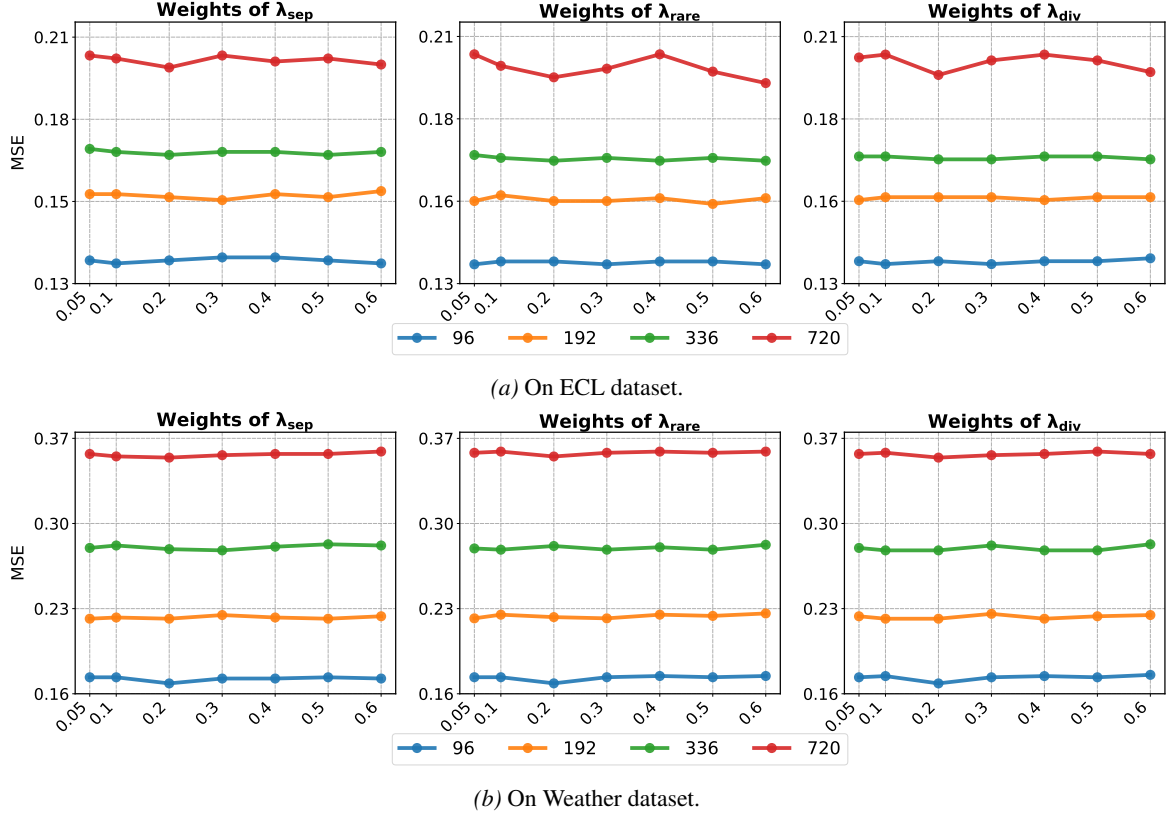 Weights of λsep Weights of λrare Weights of λdiv
MSE
0.21 0.21 0.21
0.18 0.18 0.18
0.15 0.16 0.16
0.13 0.13 0.13
0.05 0.1 0.2 0.3 0.4 0.5 0.6 0.05 0.1 0.2 0.3 0.4 0.5 0.6 0.05 0.1 0.2 0.3 0.4 0.5 0.6
96 192 336 720
(a) On ECL dataset.
Weights of λsep Weights of λrare Weights of λdiv
MSE
0.37 0.37 0.37
0.30 0.30 0.30
0.23 0.23 0.23
0.16 0.16 0.16
0.05 0.1 0.2 0.3 0.4 0.5 0.6 0.05 0.1 0.2 0.3 0.4 0.5 0.6 0.05 0.1 0.2 0.3 0.4 0.5 0.6
96 192 336 720
(b) On Weather dataset.